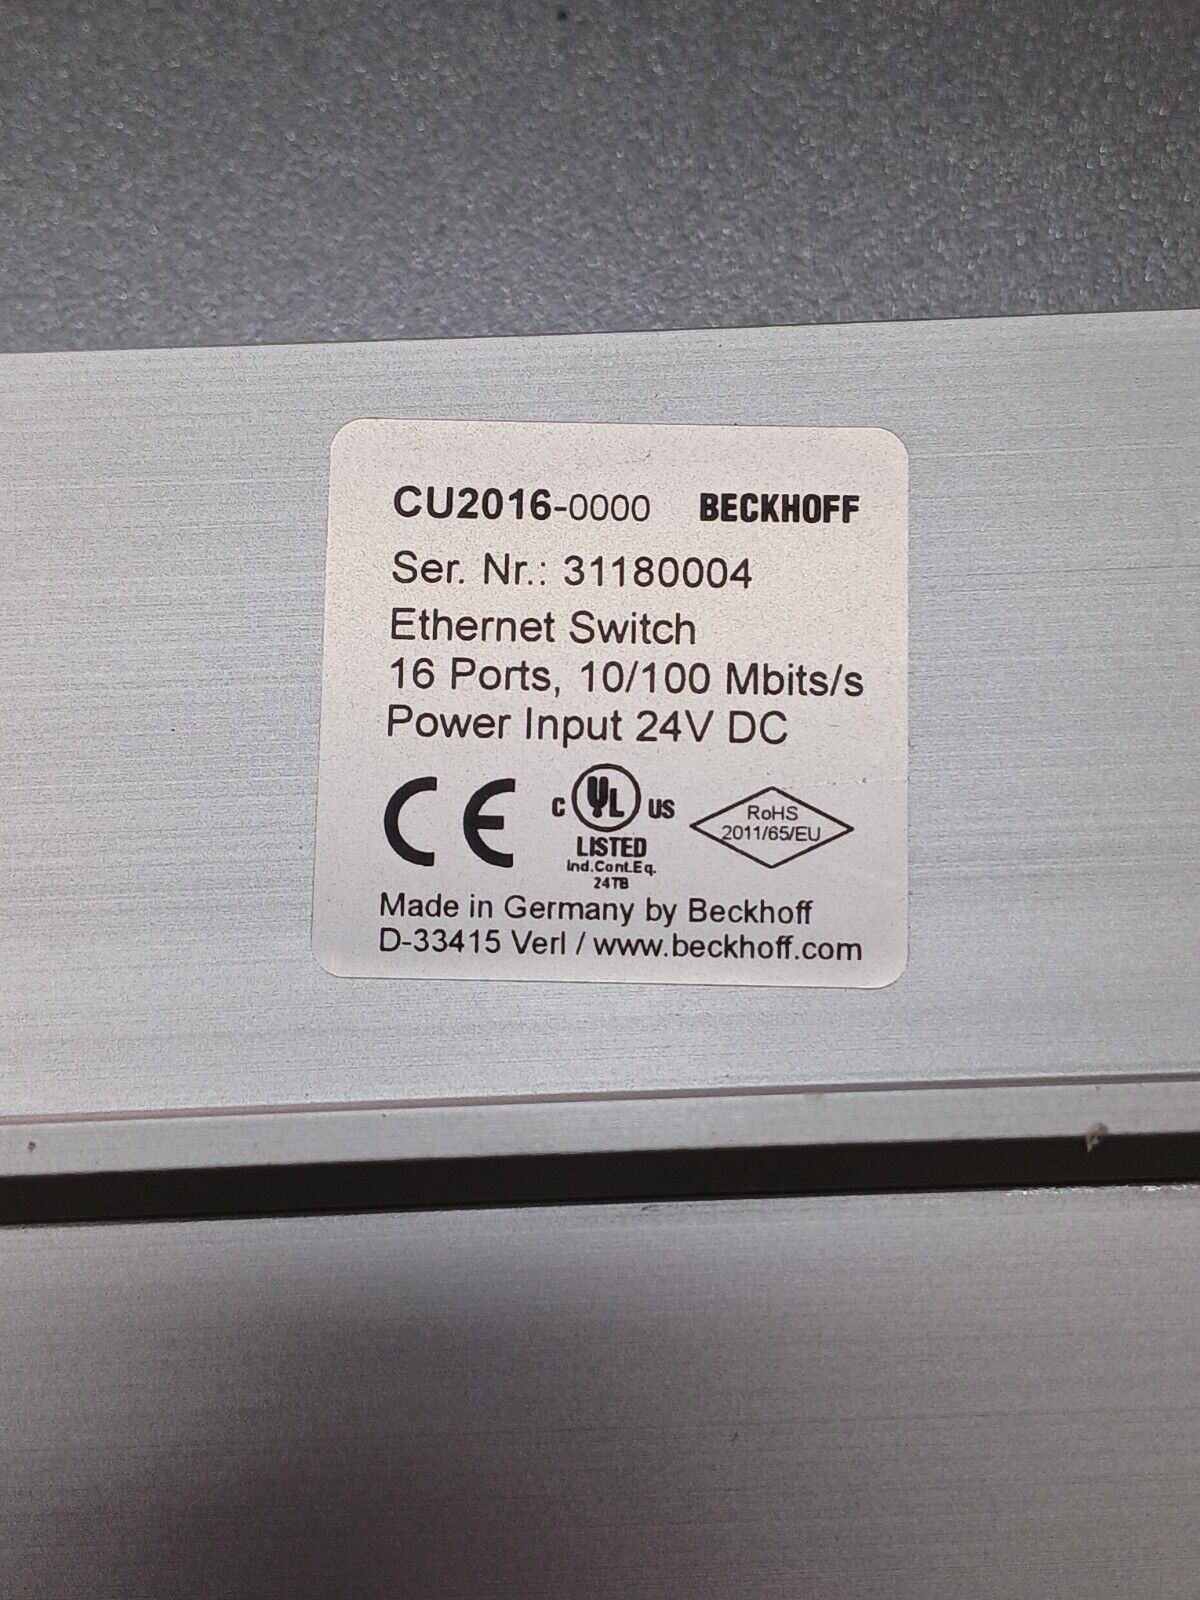 CU2016-0000 BECKHOFF
Ser. Nr.: 31180004
Ethernet Switch
16 Ports, 10/100 Mbits/s
Power Input 24V DC
CE
C UL US
LISTED
Ind.Cont.Eq.
24TB
RoHS
2011/65/EU
Made in Germany by Beckhoff
D-33415 Verl / www.beckhoff.com